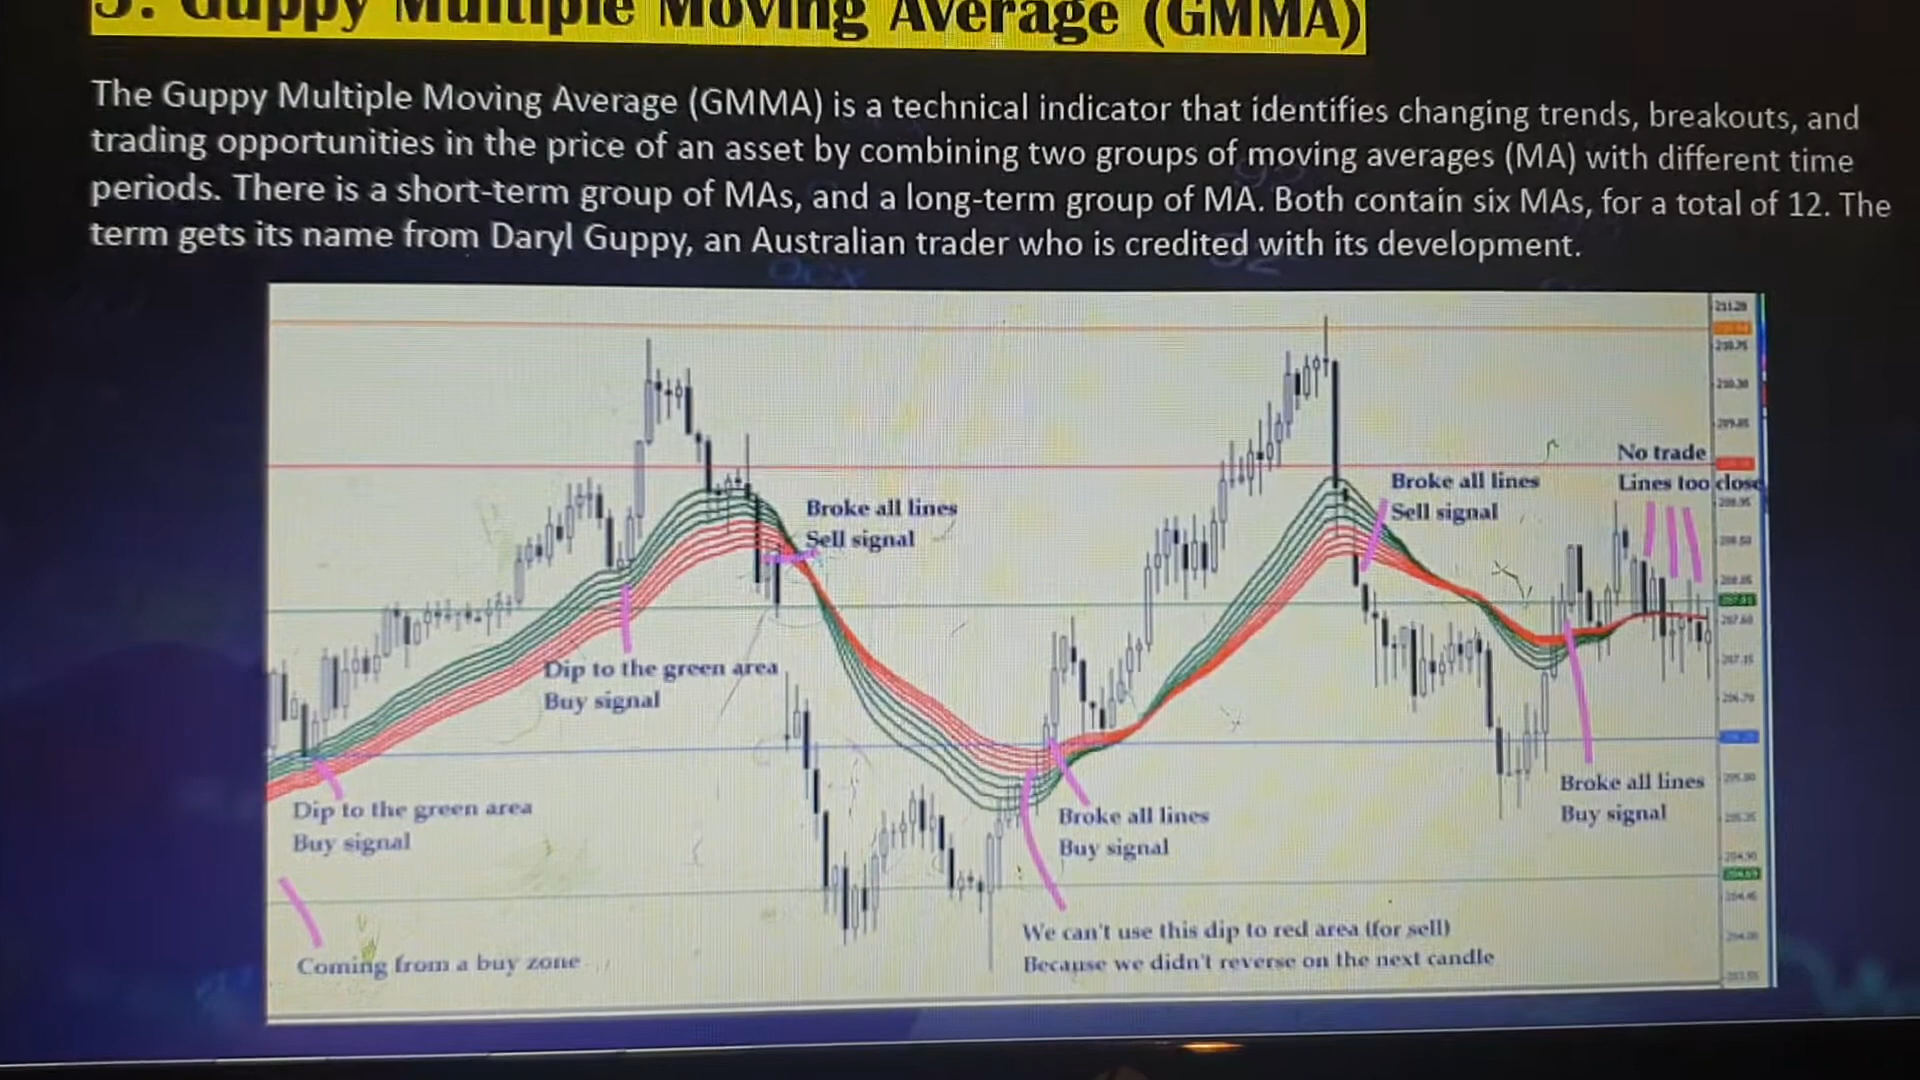 Guppy Multiple Moving Average (GMMA)
The Guppy Multiple Moving Average (GMMA) is a technical indicator that identifies changing trends, breakouts, and
trading opportunities in the price of an asset by combining two groups of moving averages (MA) with different time
periods. There is a short-term group of MAs, and a long-term group of MA. Both contain six MAs, for a total of 12. The
term gets its name from Daryl Guppy, an Australian trader who is credited with its development.
No trade
Lines too close
Broke all lines
Sell signal
Broke all lines
Sell signal
Dip to the green area
Buy signal
Dip to the green area
Buy signal
Broke all lines
Buy signal
Broke all lines
Buy signal
We can't use this dip to red area (for sell)
Because we didn't reverse on the next candle
Coming from a buy zone